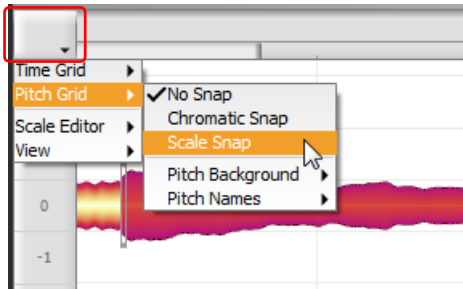 Time Grid
Pitch Grid
Scale Editor
View
No Snap
Chromatic Snap
Scale Snap
Pitch Background
Pitch Names
0
-1